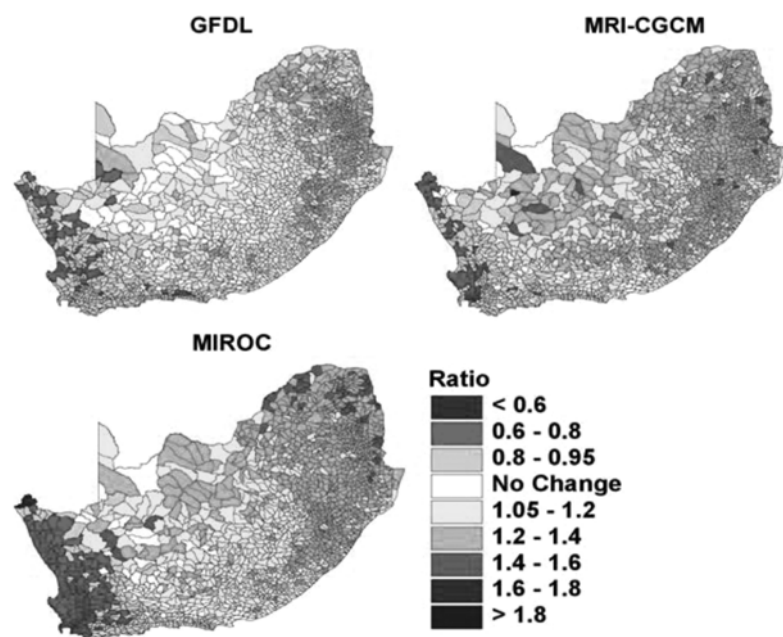 GFDL
MRI-CGCM
MIROC
Ratio
< 0.6
0.6 - 0.8
0.8 - 0.95
No Change
1.05 - 1.2
1.2 - 1.4
1.4 - 1.6
1.6 - 1.8
> 1.8